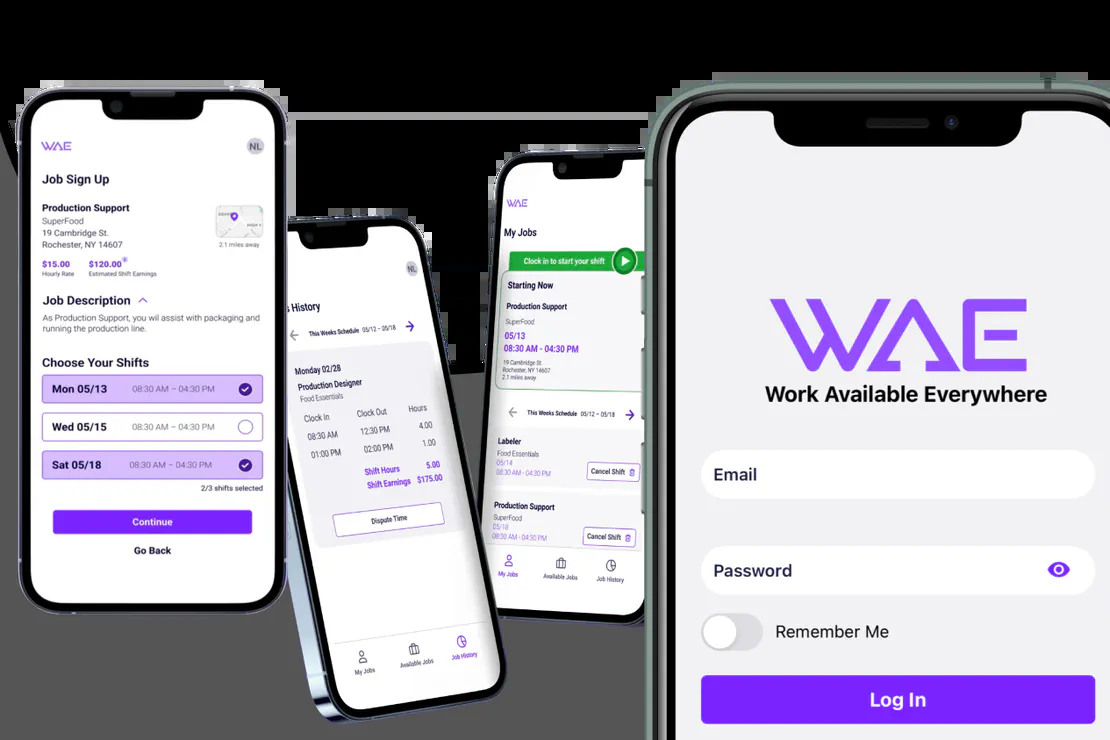 WAE
NL
Job Sign Up
Production Support
SuperFood
19 Cambridge St.
Rochester, NY 14607
2.1 miles away
$15.00 $120.00
Hourly Rate Estimated Shift Earnings
Job Description
As Production Support, you wil assist with packaging and
running the production line.
Choose Your Shifts
Mon 05/13 08:30 AM – 04:30 PM
Wed 05/15 08:30 AM – 04:30 PM
Sat 05/18 08:30 AM – 04:30 PM
2/3 shifts selected
Continue
Go Back
NL
s History
This Weeks Schedule 05/12 – 05/18
Monday 02/28
Production Designer
Food Essentials
Clock In Clock Out Hours
08:30 AM 12:30 PM 4.00
01:00 PM 02:00 PM 1.00
Shift Hours 5.00
Shift Earnings $175.00
Dispute Time
My Jobs Available Jobs Job History
WAE
My Jobs
Clock in to start your shift
Starting Now
Production Support
SuperFood
05/13
08:30 AM - 04:30 PM
19 Cambridge St.
Rochester, NY 14607
2.1 miles away
This Weeks Schedule 05/12 – 05/18
Labeler
Food Essentials
05/14
08:30 AM - 04:30 PM
Cancel Shift
Production Support
SuperFood
05/18
08:30 AM - 04:30 PM
Cancel Shift
My Jobs Available Jobs Job History
WAE
Work Available Everywhere
Email
Password
Remember Me
Log In